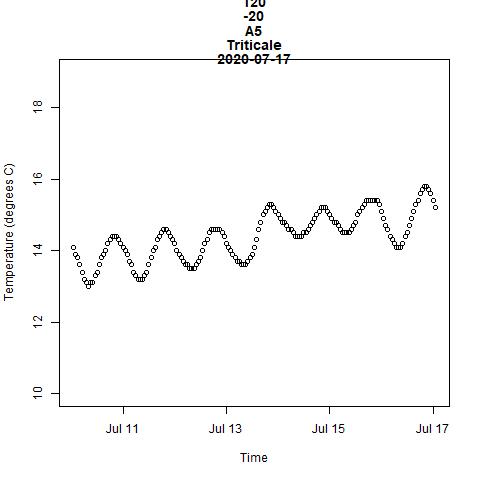 120
-20
A5
Triticale
2020-07-17
Temperature (degrees C)
18
16
14
12
10
Jul 11
Jul 13
Jul 15
Jul 17
Time